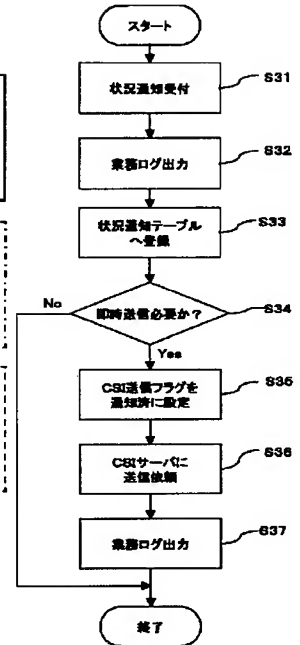 スタート
状況通知受付
S31
業務ログ出力
S32
状況通知テーブル
へ登録
S33
即時送信必要か？
S34
No
Yes
CSI送信フラグを
通知済に設定
S35
CSIサーバに
送信依頼
S36
業務ログ出力
S37
終了